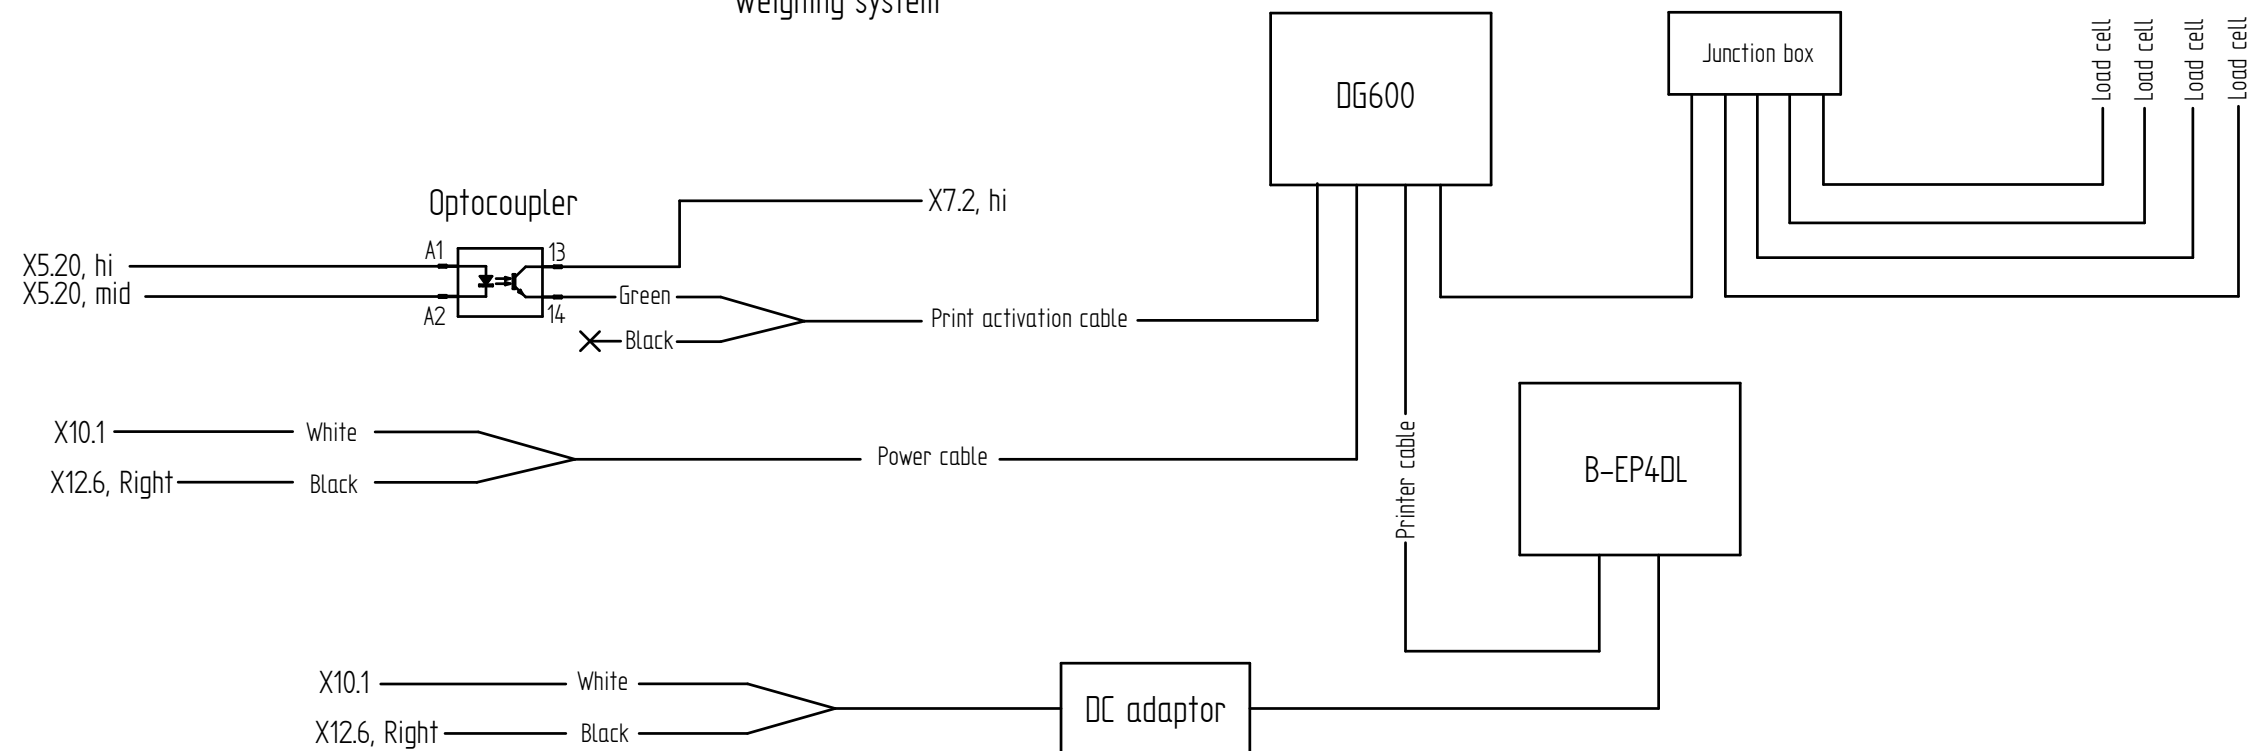 Weighing system
DG600
Junction box
Load cell
Load cell
Load cell
Load cell
Optocoupler
X7.2, hi
A1
13
X5.20, hi
X5.20, mid
A2
14
Green
Black
Print activation cable
X10.1
White
X12.6, Right
Black
Power cable
Printer cable
B-EP4DL
X10.1
White
X12.6, Right
Black
DC adaptor